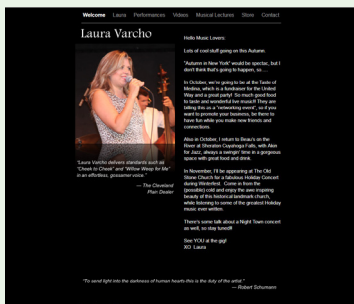 Welcome Laura Performances Videos Musical Lectures Store Contact
Laura Varcho
"Laura Varcho delivers standards such as
"Cheek to Cheek" and "Willow Weep for Me"
in an effortless, gossamer voice."
— The Cleveland
Plain Dealer
Hello Music Lovers:
Lots of cool stuff going on this Autumn.
"Autumn in New York" would be spectac, but I
don't think that's going to happen, so....
In October, we're going to be at the Taste of
Medina, which is a fundraiser for the United
Way and a great party! So much good food
to taste and wonderful live music!!! They are
billing this as a "networking event", so if you
want to promote your business, be there to
have fun while you make new friends and
connections.
Also in October, I return to Beau's on the
River at Sheraton Cuyahoga Falls, with Alair
for Jazz, always a swingin' time in a gorgeous
space with great food and drink.
In November, I'll be appearing at The Old
Stone Church for a fabulous Holiday Concert
during Winterfest. Come in from the
(possible) cold and enjoy the awe inspiring
beauty of this historical landmark church,
while listening to some of the greatest Holiday
music ever written.
There's some talk about a Night Town concert
as well, so stay tuned!!
See YOU at the gig!!
XO Laura
"To send light into the darkness of human hearts-this is the duty of the artist."
— Robert Schumann